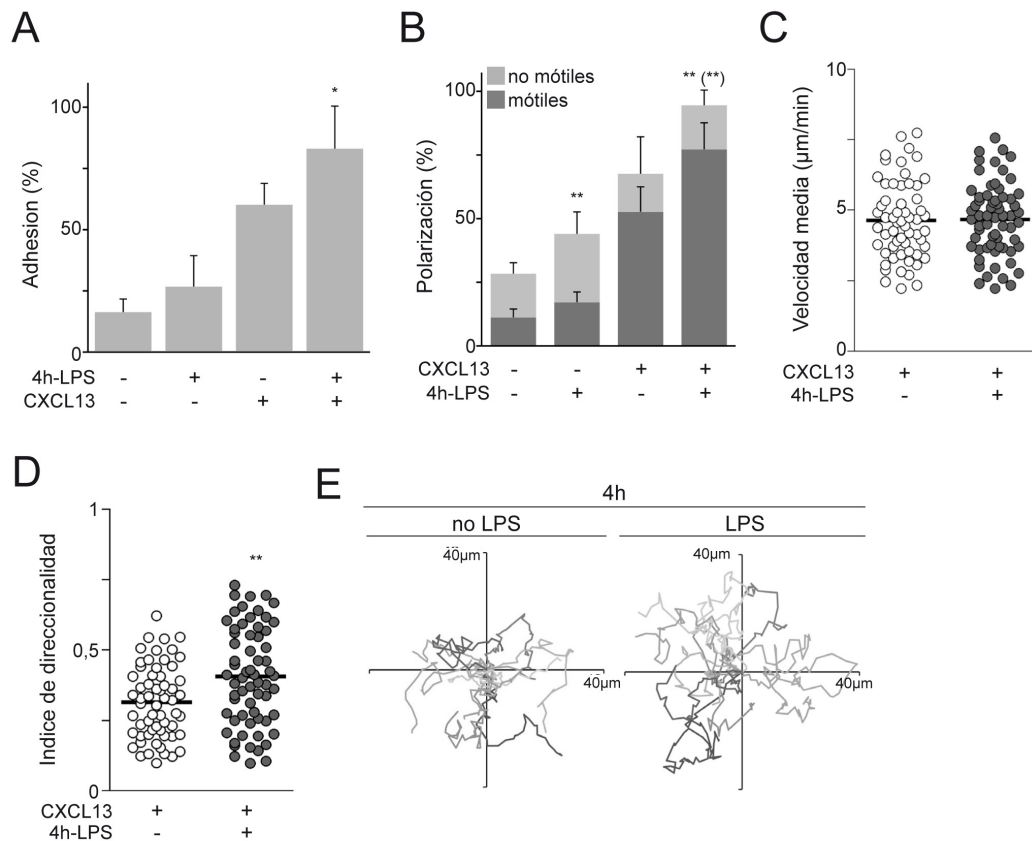 A
Adhesion (%)
100
50
0
*
4h-LPS - + - +
CXCL13 - - + +
B
Polarización (%)
100
50
0
no mótiles
mótiles
**
** (**)
CXCL13 - - + +
4h-LPS - + - +
C
Velocidad media (µm/min)
10
5
0
CXCL13 + +
4h-LPS - +
D
Indice de direccionalidad
1
0,5
0
**
CXCL13 + +
4h-LPS - +
E
4h
no LPS LPS
40µm 40µm
40µm 40µm